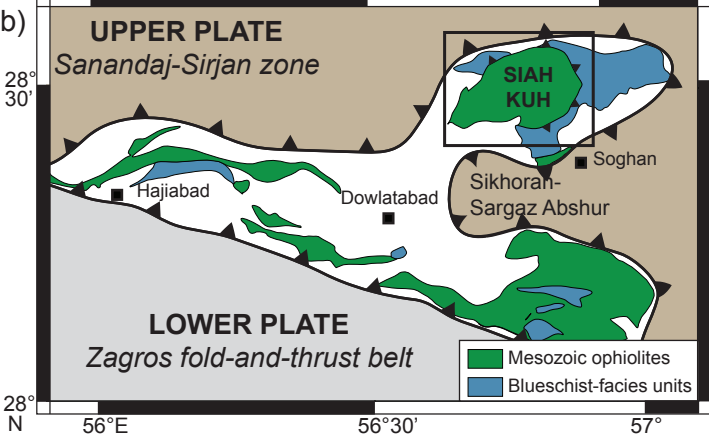 b)
UPPER PLATE
Sanandaj-Sirjan zone
28°
30'
SIAH
KUH
Soghan
Hajiabad
Dowlatabad
Sikhoran-
Sargaz Abshur
LOWER PLATE
Zagros fold-and-thrust belt
Mesozoic ophiolites
Blueschist-facies units
28°
N
56°E
56°30'
57°